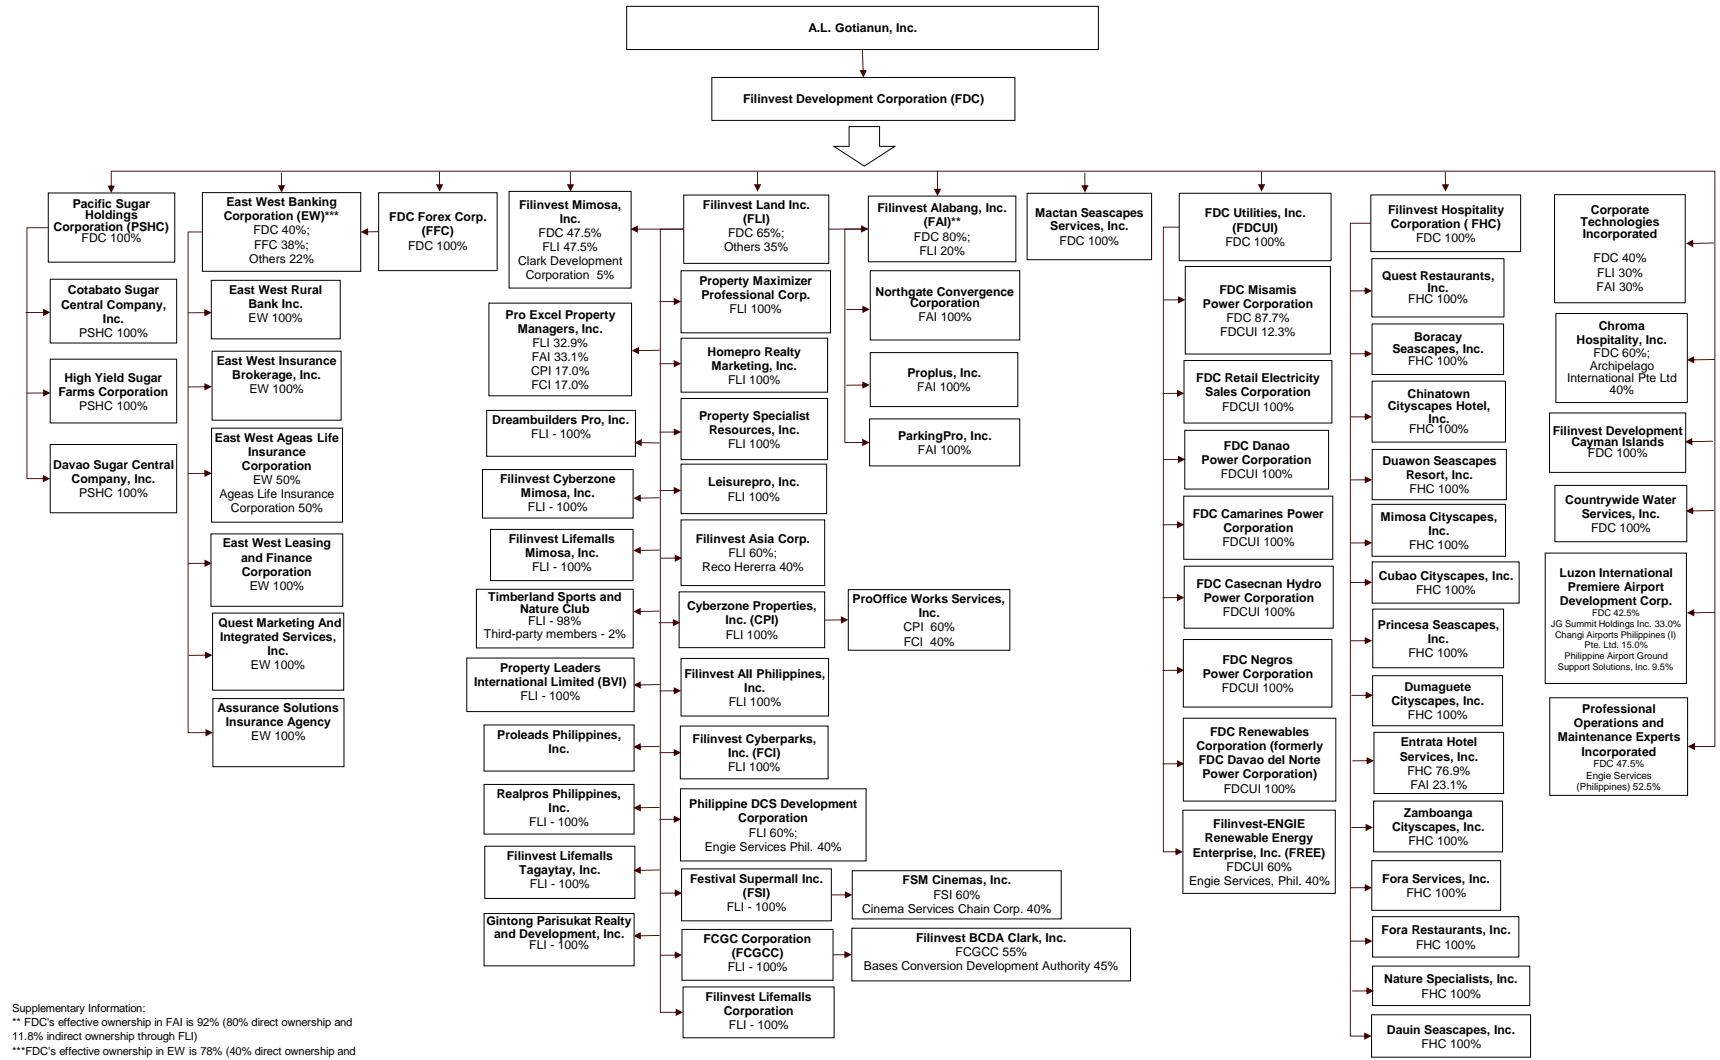 A.L. Gotianun, Inc.
Filinvest Development Corporation (FDC)
Pacific Sugar
Holdings
Corporation (PSHC)
FDC 100%
Cotabato Sugar
Central Company,
Inc.
PSHC 100%
High Yield Sugar
Farms Corporation
PSHC 100%
Davao Sugar Central
Company, Inc.
PSHC 100%
East West Banking
Corporation (EW)***
FDC 40%;
FFC 38%;
Others 22%
East West Rural
Bank Inc.
EW 100%
East West Insurance
Brokerage, Inc.
EW 100%
East West Ageas Life
Insurance
Corporation
EW 50%
Ageas Life Insurance
Corporation 50%
East West Leasing
and Finance
Corporation
EW 100%
Quest Marketing And
Integrated Services,
Inc.
EW 100%
Assurance Solutions
Insurance Agency
EW 100%
FDC Forex Corp.
(FFC)
FDC 100%
Filinvest Mimosa,
Inc.
FDC 47.5%
FLI 47.5%
Clark Development
Corporation 5%
Pro Excel Property
Managers, Inc.
FLI 32.9%
FAI 33.1%
CPI 17.0%
FCI 17.0%
Dreambuilders Pro, Inc.
FLI - 100%
Filinvest Cyberzone
Mimosa, Inc.
FLI - 100%
Filinvest Lifemalls
Mimosa, Inc.
FLI - 100%
Timberland Sports and
Nature Club
FLI - 98%
Third-party members - 2%
Property Leaders
International Limited (BVI)
FLI - 100%
Proleads Philippines,
Inc.
Realpros Philippines,
Inc.
FLI - 100%
Filinvest Lifemalls
Tagaytay, Inc.
FLI - 100%
Gintong Parisukat Realty
and Development, Inc.
FLI - 100%
Filinvest Land Inc.
(FLI)
FDC 65%;
Others 35%
Property Maximizer
Professional Corp.
FLI 100%
Homepro Realty
Marketing, Inc.
FLI 100%
Property Specialist
Resources, Inc.
FLI 100%
Leisurepro, Inc.
FLI 100%
Filinvest Asia Corp.
FLI 60%;
Reco Hererra 40%
Cyberzone Properties,
Inc. (CPI)
FLI 100%
ProOffice Works Services,
Inc.
CPI 60%
FCI 40%
Filinvest All Philippines,
Inc.
FLI 100%
Filinvest Cyberparks,
Inc. (FCI)
FLI 100%
Philippine DCS Development
Corporation
FLI 60%;
Engie Services Phil. 40%
Festival Supermall Inc.
(FSI)
FLI - 100%
FSM Cinemas, Inc.
FSI 60%
Cinema Services Chain Corp. 40%
FCGC Corporation
(FCGCC)
FLI - 100%
Filinvest BCDA Clark, Inc.
FCGCC 55%
Bases Conversion Development Authority 45%
Filinvest Lifemalls
Corporation
FLI - 100%
Filinvest Alabang, Inc.
(FAI)**
FDC 80%;
FLI 20%
Northgate Convergence
Corporation
FAI 100%
Proplus, Inc.
FAI 100%
ParkingPro, Inc.
FAI 100%
Mactan Seascapes
Services, Inc.
FDC 100%
FDC Utilities, Inc.
(FDCUI)
FDC 100%
FDC Misamis
Power Corporation
FDC 87.7%
FDCUI 12.3%
FDC Retail Electricity
Sales Corporation
FDCUI 100%
FDC Danao
Power Corporation
FDCUI 100%
FDC Camarines Power
Corporation
FDCUI 100%
FDC Casecnan Hydro
Power Corporation
FDCUI 100%
FDC Negros
Power Corporation
FDCUI 100%
FDC Renewables
Corporation (formerly
FDC Davao del Norte
Power Corporation)
FDCUI 100%
Filinvest-ENGIE
Renewable Energy
Enterprise, Inc. (FREE)
FDCUI 60%
Engie Services, Phil. 40%
Filinvest Hospitality
Corporation ( FHC)
FDC 100%
Quest Restaurants,
Inc.
FHC 100%
Boracay
Seascapes, Inc.
FHC 100%
Chinatown
Cityscapes Hotel,
Inc.
FHC 100%
Duawon Seascapes
Resort, Inc.
FHC 100%
Mimosa Cityscapes,
Inc.
FHC 100%
Cubao Cityscapes, Inc.
FHC 100%
Princesa Seascapes,
Inc.
FHC 100%
Dumaguete
Cityscapes, Inc.
FHC 100%
Entrata Hotel
Services, Inc.
FHC 76.9%
FAI 23.1%
Zamboanga
Cityscapes, Inc.
FHC 100%
Fora Services, Inc.
FHC 100%
Fora Restaurants, Inc.
FHC 100%
Nature Specialists, Inc.
FHC 100%
Dauin Seascapes, Inc.
FHC 100%
Corporate
Technologies
Incorporated
FDC 40%
FLI 30%
FAI 30%
Chroma
Hospitality, Inc.
FDC 60%;
Archipelago
International Pte Ltd
40%
Filinvest Development
Cayman Islands
FDC 100%
Countrywide Water
Services, Inc.
FDC 100%
Luzon International
Premiere Airport
Development Corp.
FDC 42.5%
JG Summit Holdings Inc. 33.0%
Changi Airports Philippines (I)
Pte. Ltd. 15.0%
Philippine Airport Ground
Support Solutions, Inc. 9.5%
Professional
Operations and
Maintenance Experts
Incorporated
FDC 47.5%
Engie Services
(Philippines) 52.5%
Supplementary Information:
** FDC's effective ownership in FAI is 92% (80% direct ownership and
11.8% indirect ownership through FLI)
***FDC's effective ownership in EW is 78% (40% direct ownership and